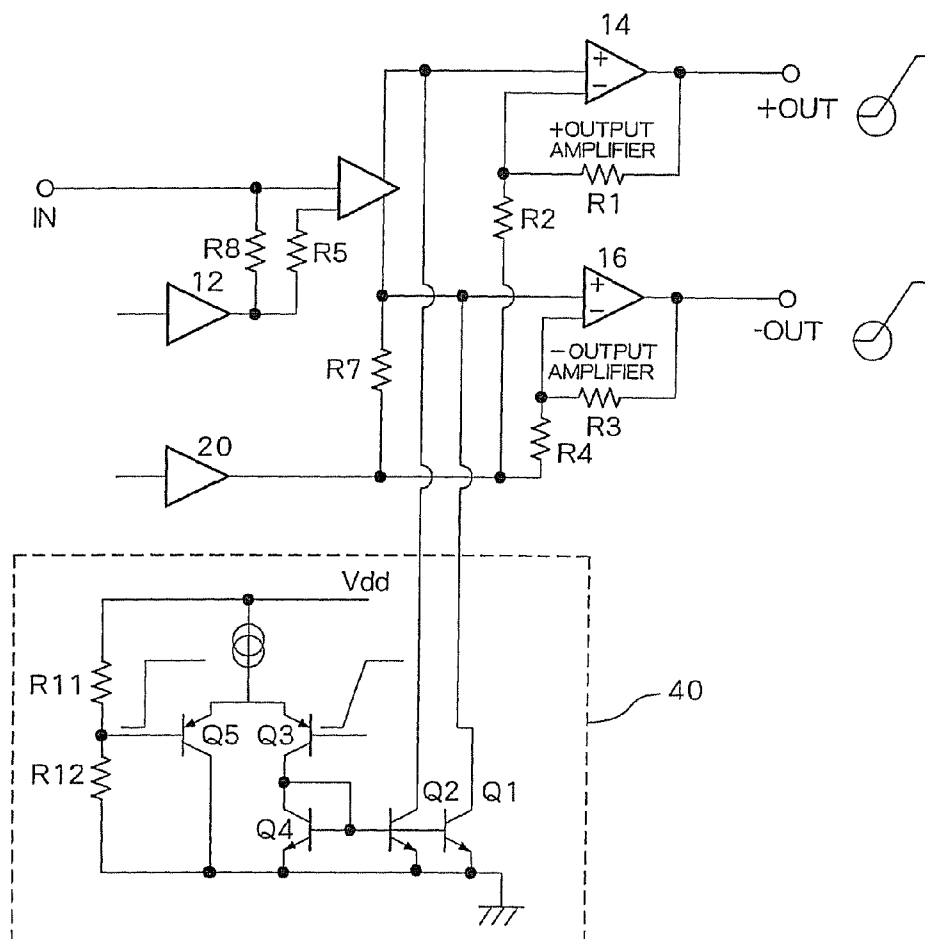 14
+
−
+OUT
+OUTPUT
AMPLIFIER
R1
IN
R8
R5
R2
12
16
+
−
-OUT
−OUTPUT
AMPLIFIER
R7
R3
R4
20
Vdd
R11
40
Q5
Q3
R12
Q2
Q1
Q4